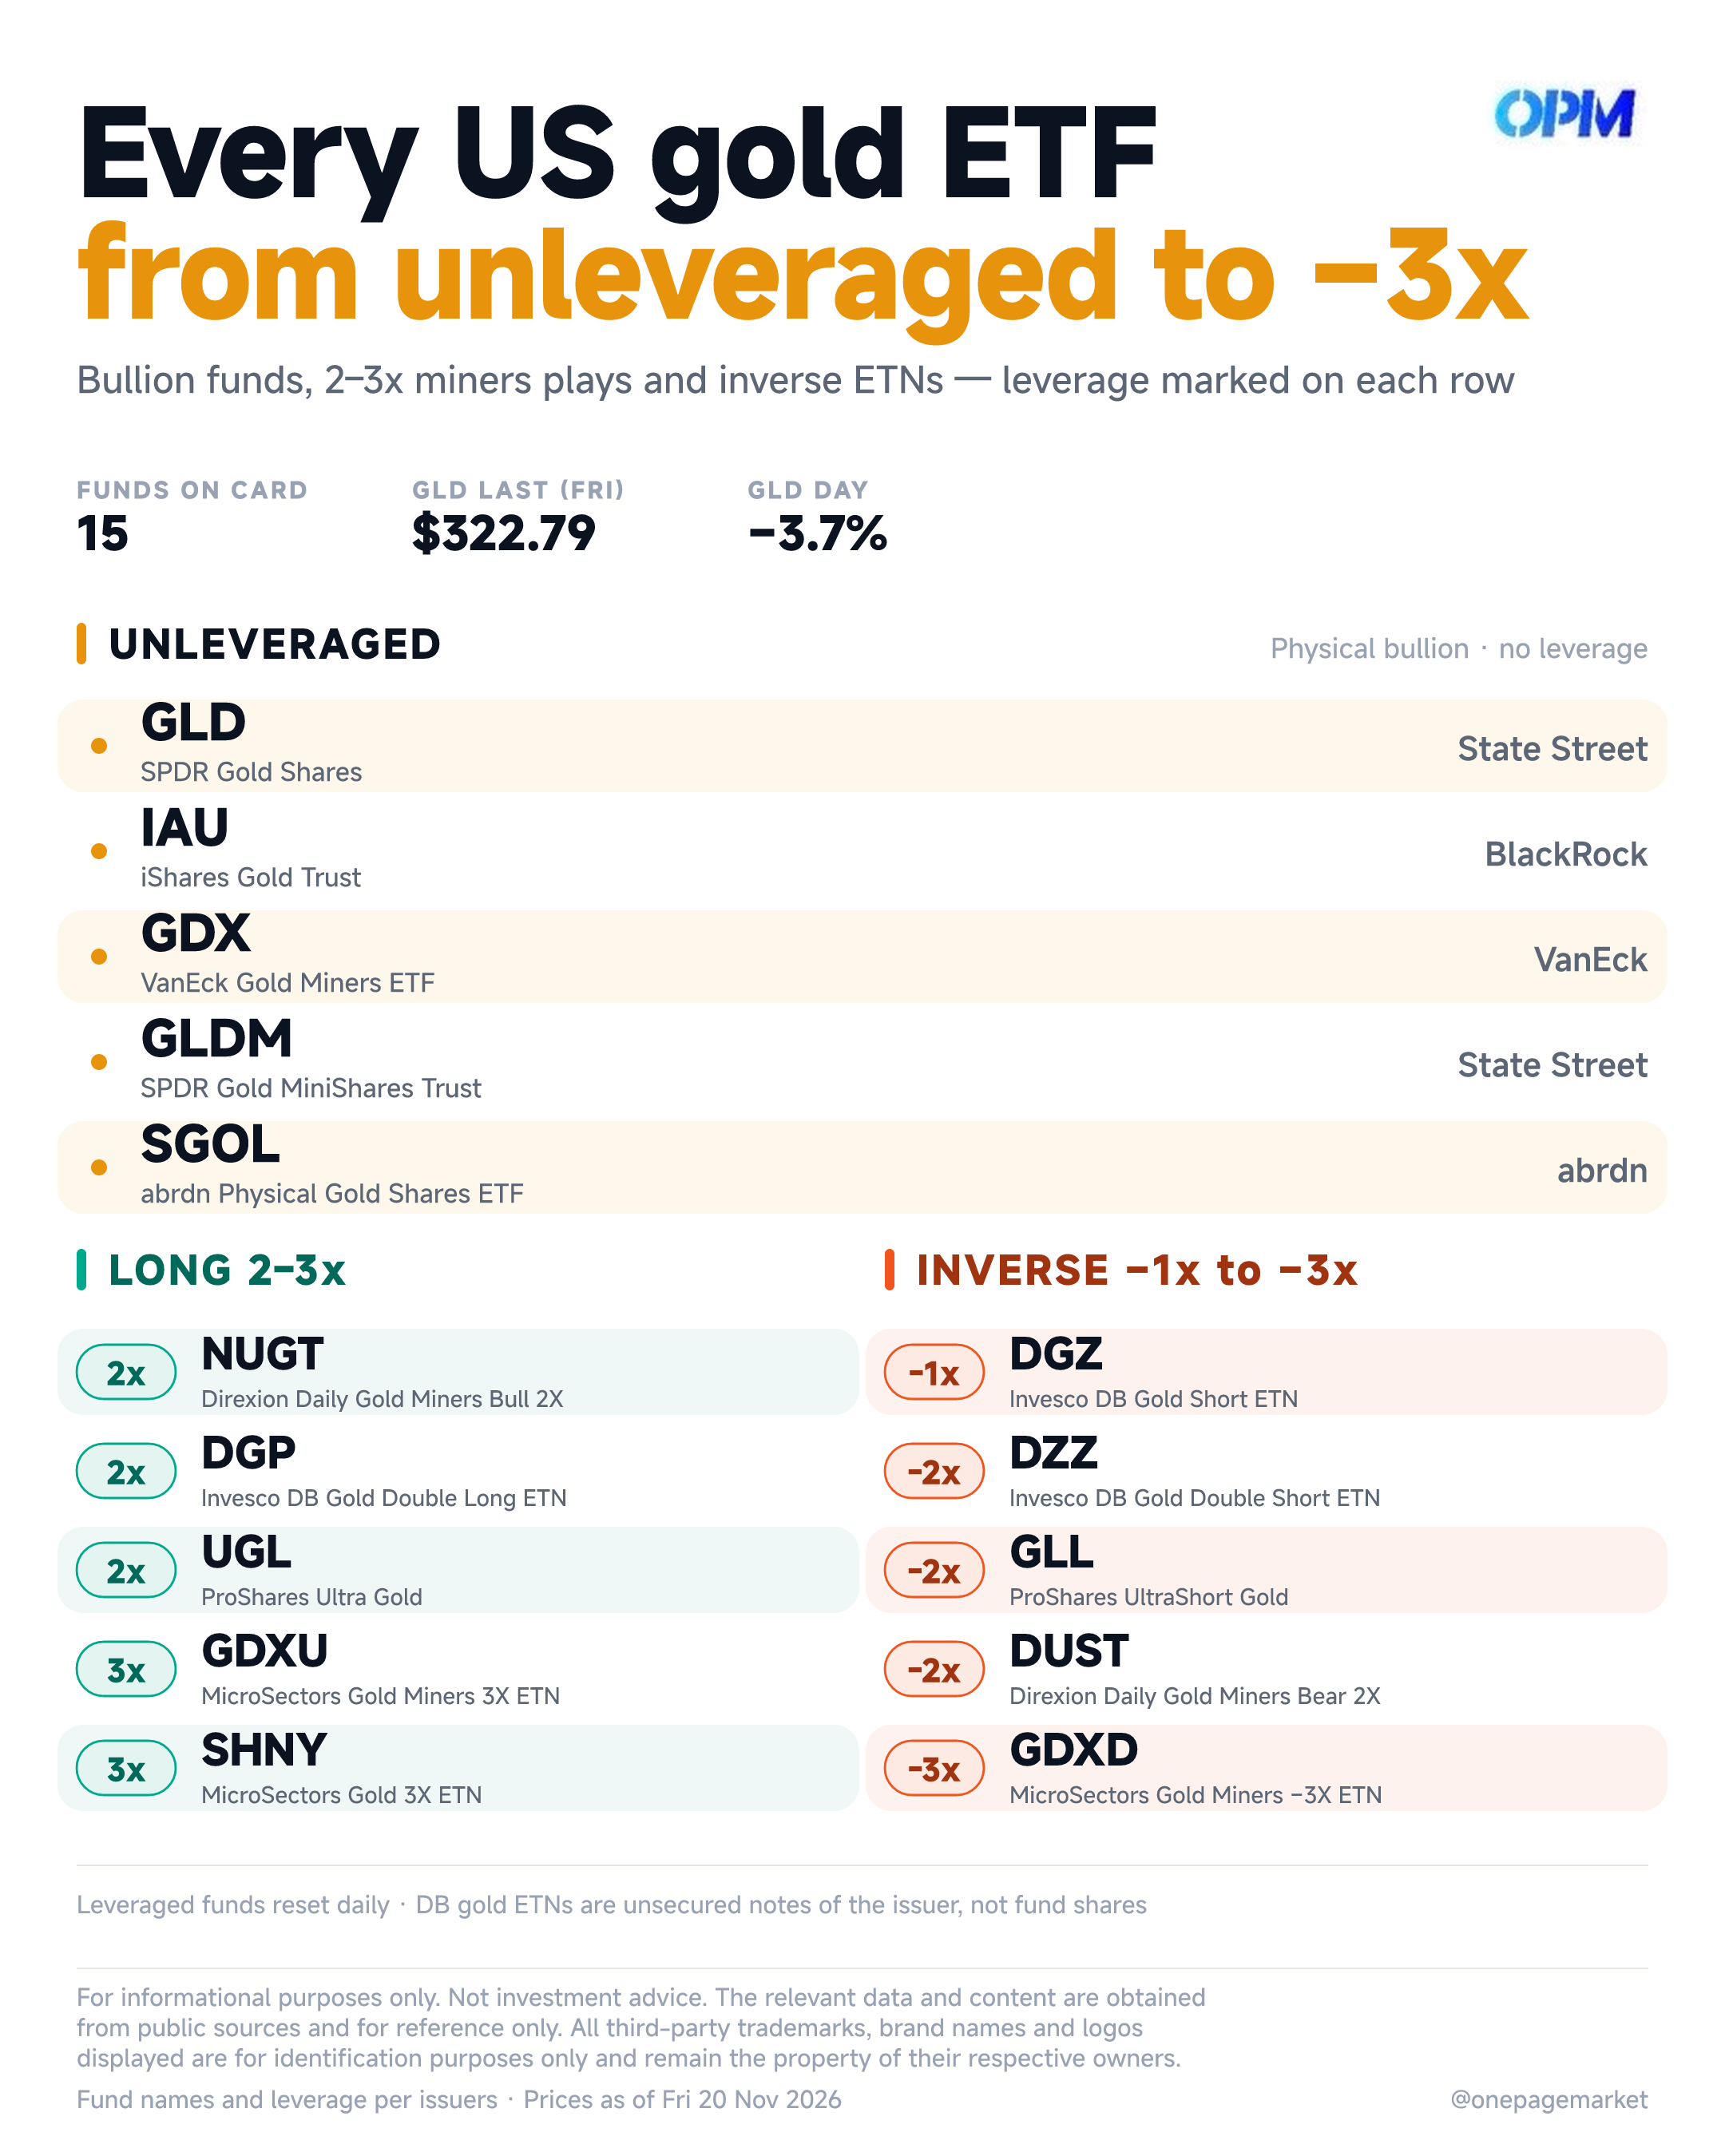 OPM
Every US gold ETF
from unleveraged to −3x
Bullion funds, 2–3x miners plays and inverse ETNs — leverage marked on each row
FUNDS ON CARD
15
GLD LAST (FRI)
$322.79
GLD DAY
−3.7%
UNLEVERAGED
Physical bullion · no leverage
GLD
SPDR Gold Shares
State Street
IAU
iShares Gold Trust
BlackRock
GDX
VanEck Gold Miners ETF
VanEck
GLDM
SPDR Gold MiniShares Trust
State Street
SGOL
abrdn Physical Gold Shares ETF
abrdn
LONG 2–3x
2x
NUGT
Direxion Daily Gold Miners Bull 2X
2x
DGP
Invesco DB Gold Double Long ETN
2x
UGL
ProShares Ultra Gold
3x
GDXU
MicroSectors Gold Miners 3X ETN
3x
SHNY
MicroSectors Gold 3X ETN
INVERSE −1x to −3x
−1x
DGZ
Invesco DB Gold Short ETN
−2x
DZZ
Invesco DB Gold Double Short ETN
−2x
GLL
ProShares UltraShort Gold
−2x
DUST
Direxion Daily Gold Miners Bear 2X
−3x
GDXD
MicroSectors Gold Miners −3X ETN
Leveraged funds reset daily · DB gold ETNs are unsecured notes of the issuer, not fund shares
For informational purposes only. Not investment advice. The relevant data and content are obtained
from public sources and for reference only. All third-party trademarks, brand names and logos
displayed are for identification purposes only and remain the property of their respective owners.
Fund names and leverage per issuers · Prices as of Fri 20 Nov 2026
@onepagemarket